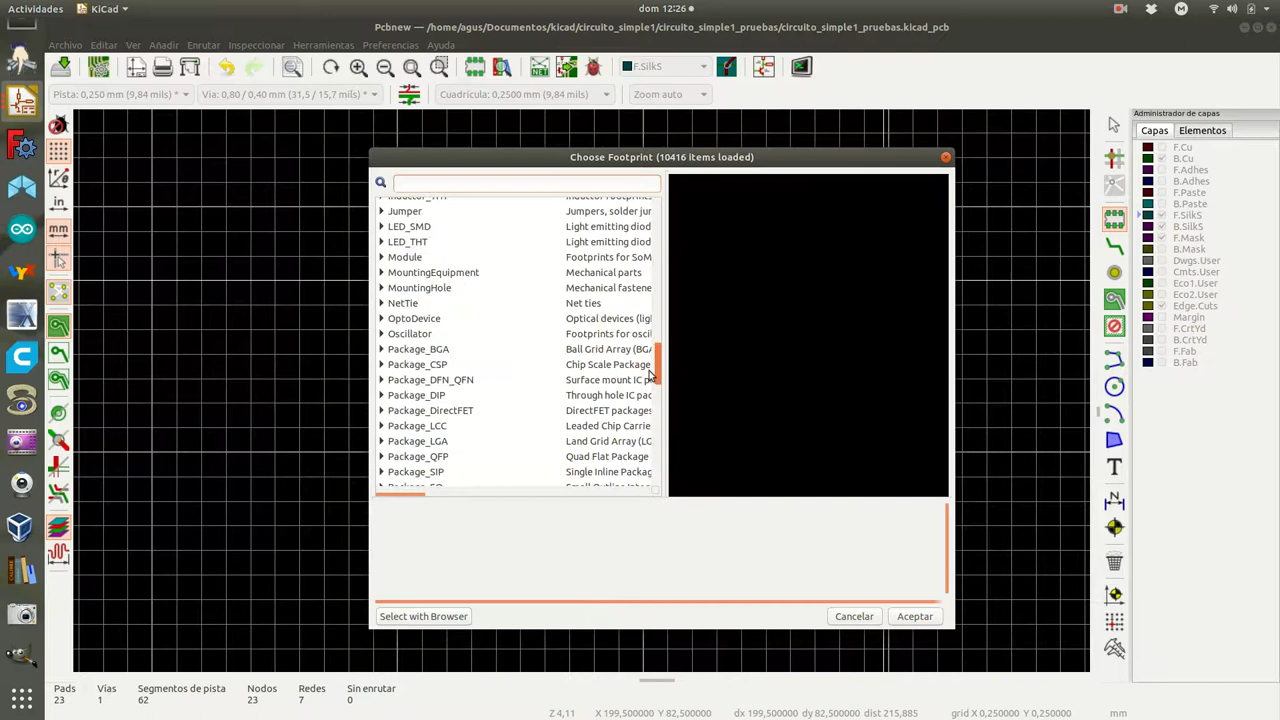 Actividades KiCad dom 12:26
Pcbnew — /home/agus/Documentos/kicad/circuito_simple1/circuito_simple1_pruebas/circuito_simple1_pruebas.kicad_pcb
Archivo Editar Ver Añadir Enrutar Inspeccionar Herramientas Preferencias Ayuda
F.SilkS
Pista: 0,250 mm (9,84 mils) * Via: 0,80 / 0,40 mm (31,5 / 15,7 mils) * Cuadrícula: 0,2500 mm (9,84 mils) Zoom auto
Administrador de capas
Capas Elementos
F.Cu
B.Cu
F.Adhes
B.Adhes
F.Paste
B.Paste
F.SilkS
B.SilkS
F.Mask
B.Mask
Dwgs.User
Cmts.User
Eco1.User
Eco2.User
Edge.Cuts
Margin
F.CrtYd
B.CrtYd
F.Fab
B.Fab
in
mm
NET
T
N
Choose Footprint (10416 items loaded)
Jumper Jumpers, solder jur
LED_SMD Light emitting diod
LED_THT Light emitting diod
Module Footprints for SoM
MountingEquipment Mechanical parts
MountingHole Mechanical fastene
NetTie Net ties
OptoDevice Optical devices (ligl
Oscillator Footprints for oscil
Package_BGA Ball Grid Array (BGA
Package_CSP Chip Scale Package
Package_DFN_QFN Surface mount IC p
Package_DIP Through hole IC pac
Package_DirectFET DirectFET packages
Package_LCC Leaded Chip Carrie
Package_LGA Land Grid Array (LG
Package_QFP Quad Flat Package
Package_SIP Single Inline Packag
Select with Browser Cancelar Aceptar
Pads Vías Segmentos de pista Nodos Redes Sin enrutar
23 1 62 23 7 0
Z 4,11 X 199,500000 Y 82,500000 dx 199,500000 dy 82,500000 dist 215,885 grid X 0,250000 Y 0,250000 mm